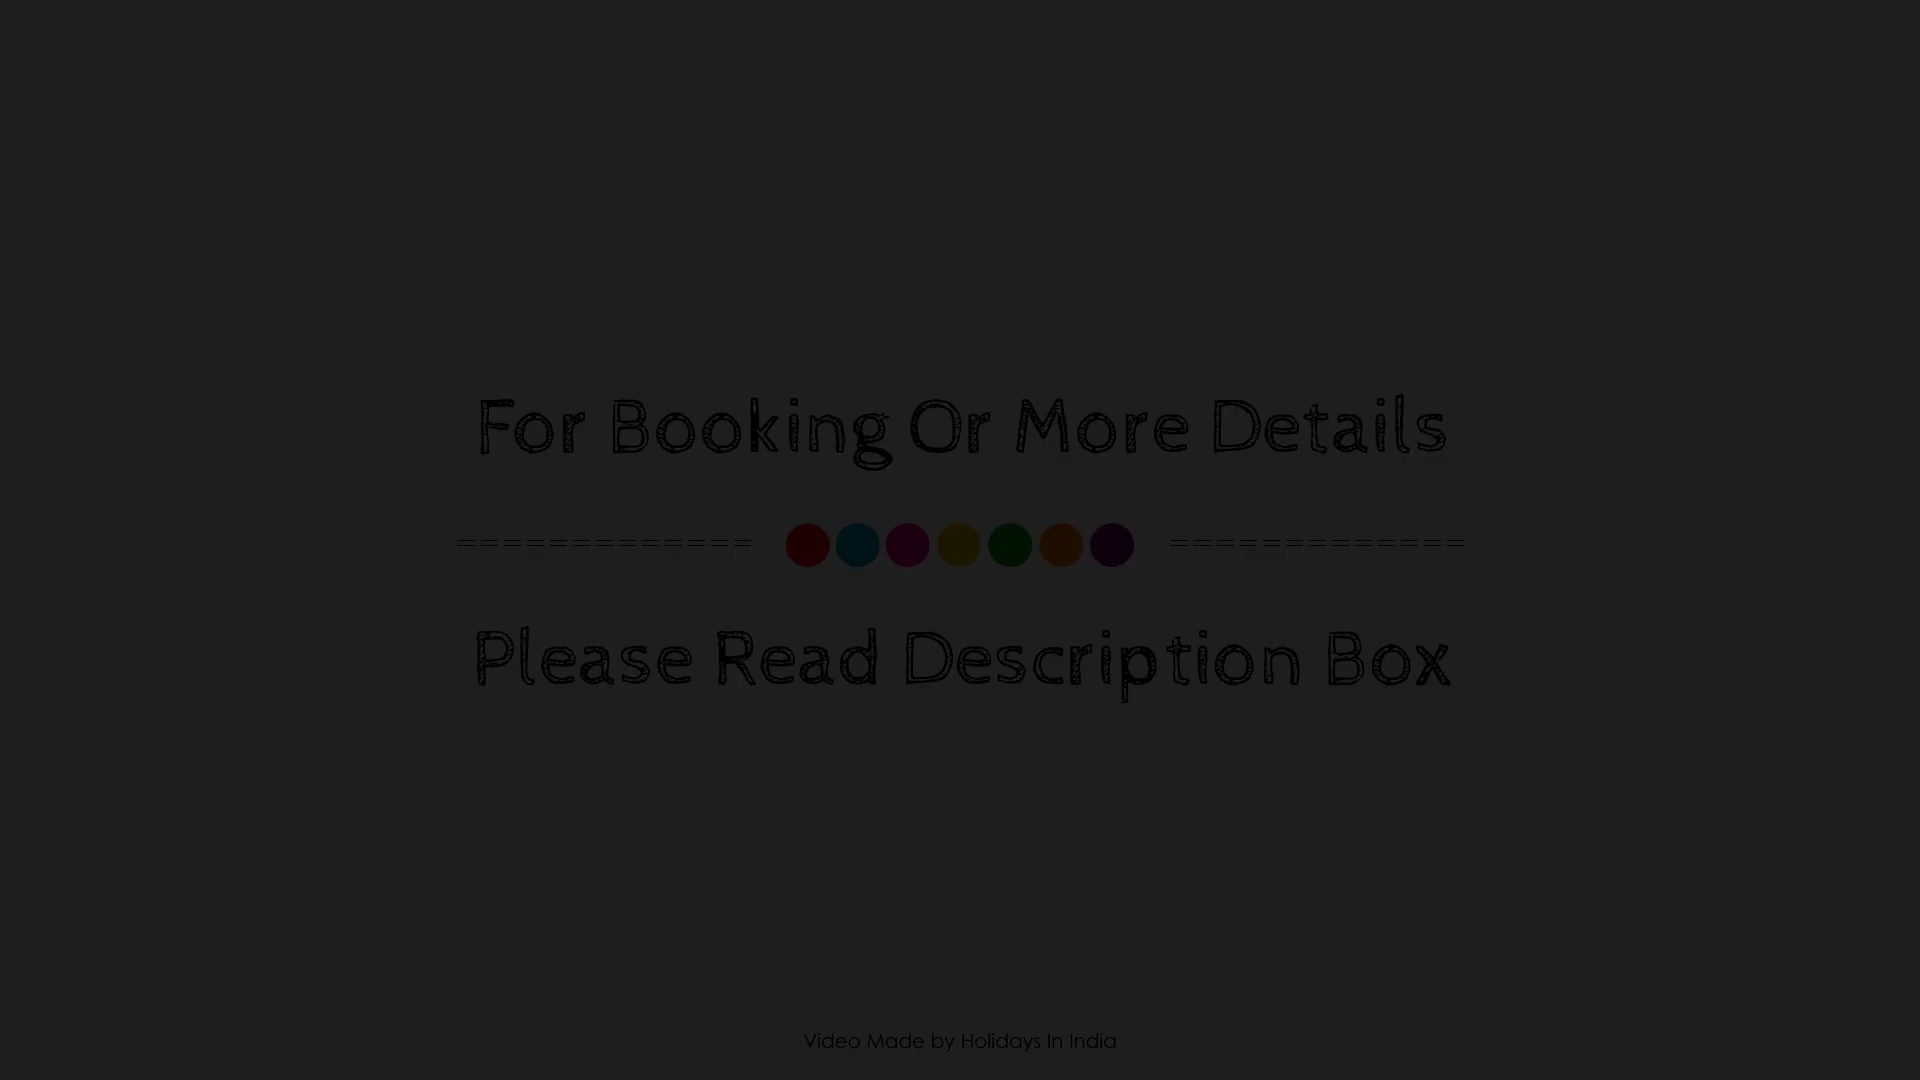 For Booking Or More Details
============= =============
Please Read Description Box
Video Made by Holidays In India